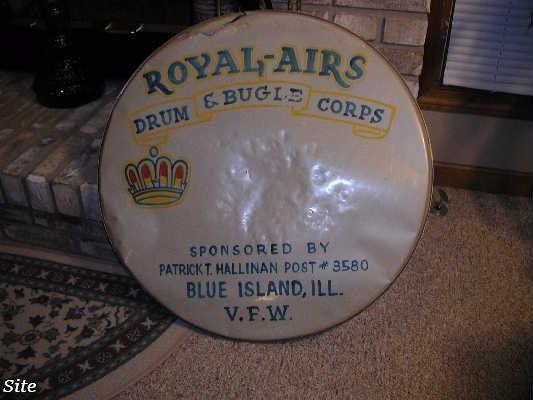 ROYAL-AIRS
DRUM & BUGLE CORPS
SPONSORED BY
PATRICK T. HALLINAN POST # 3580
BLUE ISLAND, ILL.
V.F.W.
Site